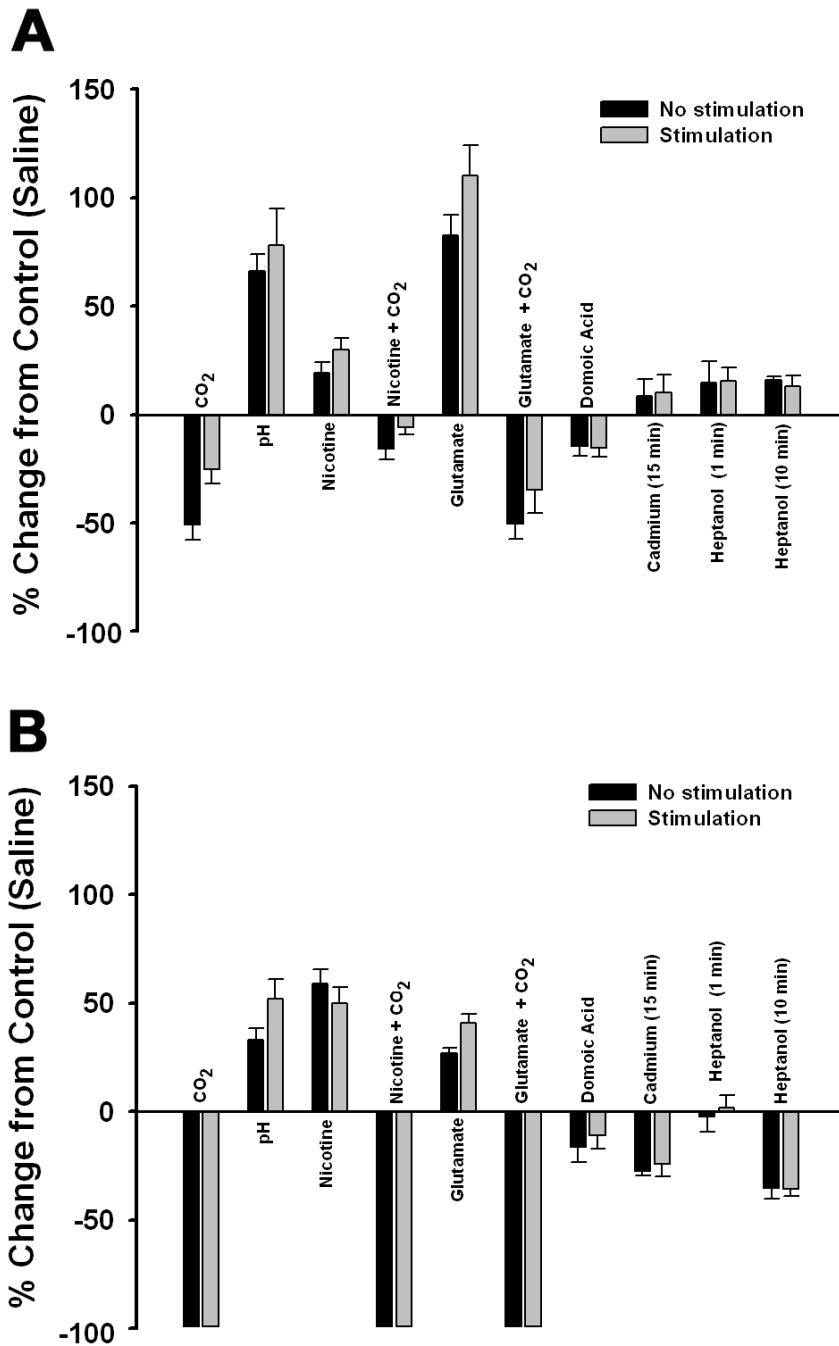 A
% Change from Control (Saline)
150
100
50
0
-50
-100
No stimulation
Stimulation
CO2
pH
Nicotine
Nicotine + CO2
Glutamate
Glutamate + CO2
Domoic Acid
Cadmium (15 min)
Heptanol (1 min)
Heptanol (10 min)
B
% Change from Control (Saline)
150
100
50
0
-50
-100
No stimulation
Stimulation
CO2
pH
Nicotine
Nicotine + CO2
Glutamate
Glutamate + CO2
Domoic Acid
Cadmium (15 min)
Heptanol (1 min)
Heptanol (10 min)